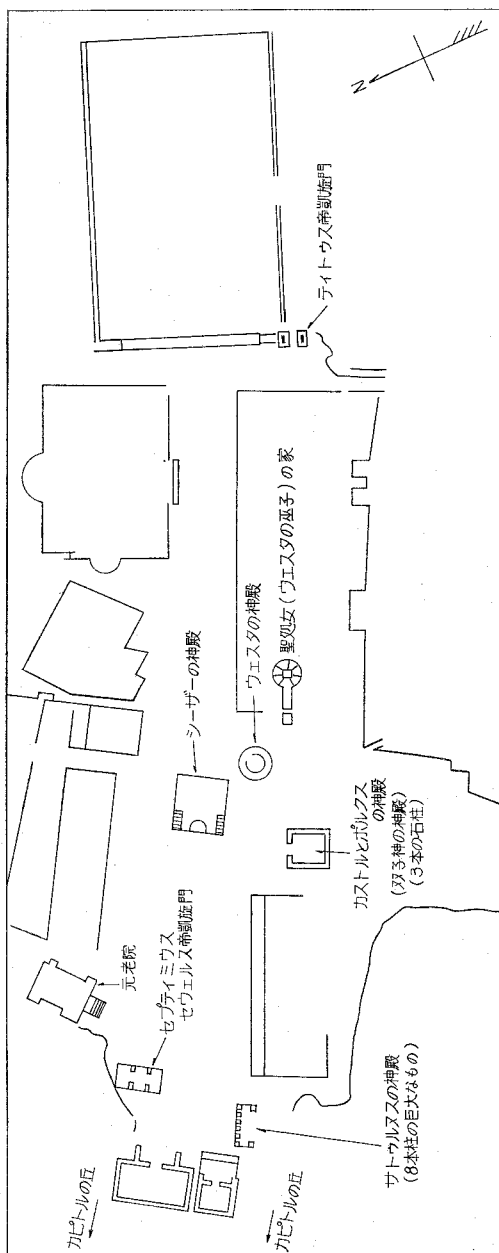 N
ティトゥス帝凱旋門
聖処女(ウェスタの巫子)の家
ウェスタの神殿
シーザーの神殿
カストルとポルクス
の神殿
(双子神の神殿)
(3本の石柱)
元老院
セプティミウス
セウェルス帝凱旋門
サトゥルヌスの神殿
(8本柱の巨大なもの)
カピトルの丘
カピトルの丘